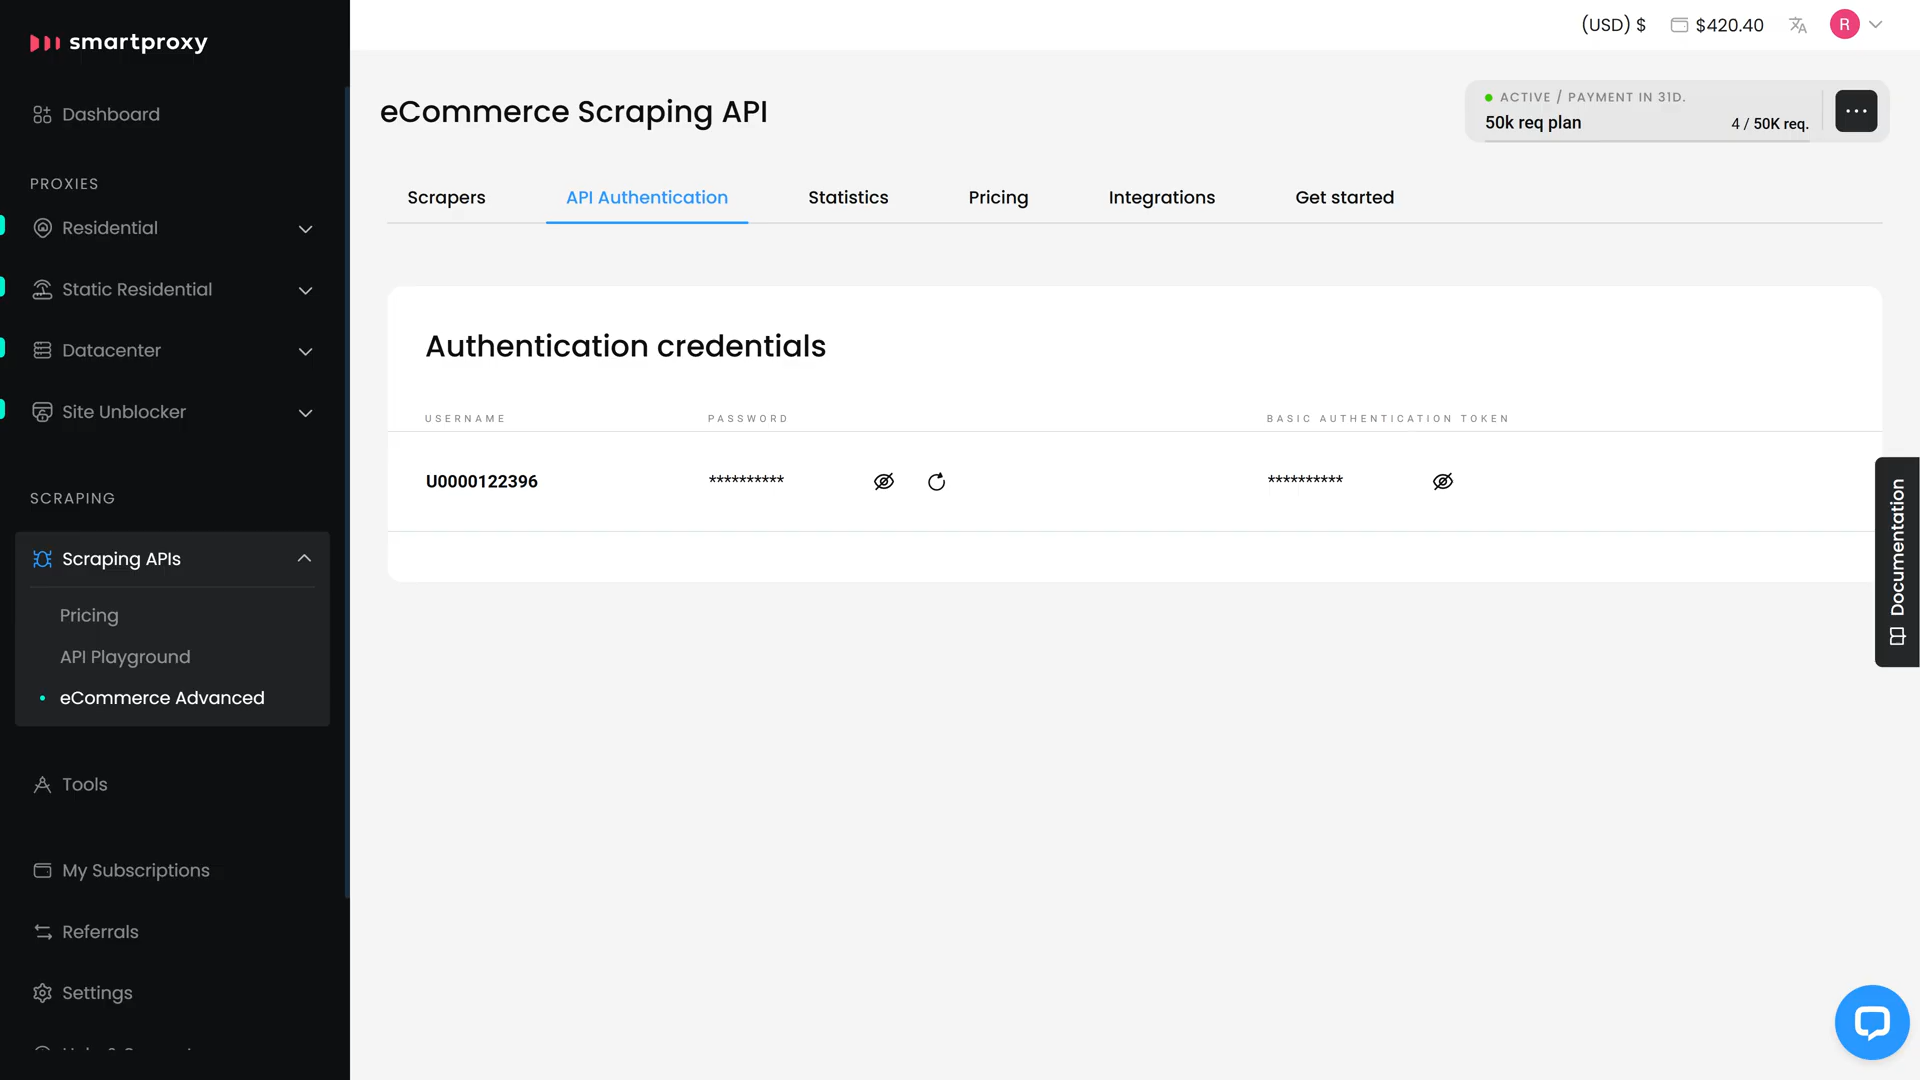 smartproxy
(USD) $
$420.40
R
Dashboard
PROXIES
Residential
Static Residential
Datacenter
Site Unblocker
SCRAPING
Scraping APIs
Pricing
API Playground
eCommerce Advanced
Tools
My Subscriptions
Referrals
Settings
eCommerce Scraping API
ACTIVE / PAYMENT IN 31D.
50k req plan
4 / 50K req.
Scrapers
API Authentication
Statistics
Pricing
Integrations
Get started
Authentication credentials
USERNAME
PASSWORD
BASIC AUTHENTICATION TOKEN
U0000122396
**********
**********
Documentation